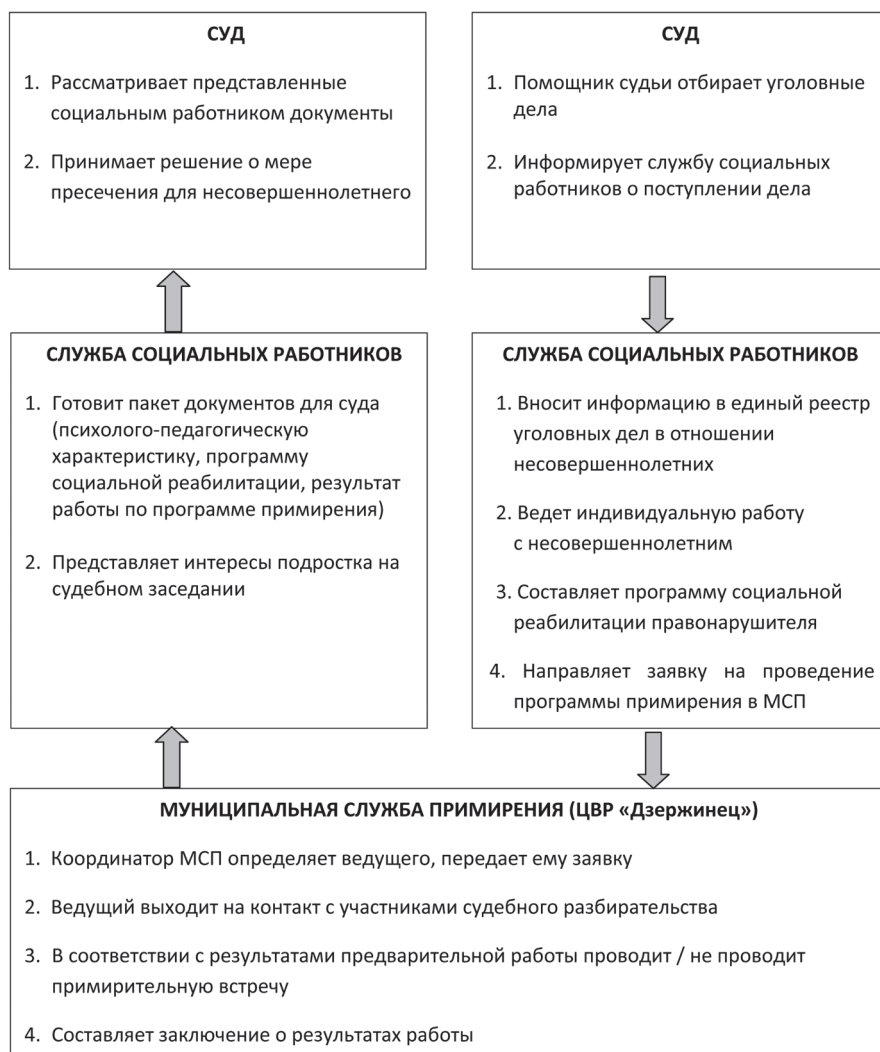 СУД
1. Рассматривает представленные
социальным работником документы
2. Принимает решение о мере
пресечения для несовершеннолетнего
СУД
1. Помощник судьи отбирает уголовные
дела
2. Информирует службу социальных
работников о поступлении дела
СЛУЖБА СОЦИАЛЬНЫХ РАБОТНИКОВ
1. Готовит пакет документов для суда
(психолого-педагогическую
характеристику, программу
социальной реабилитации, результат
работы по программе примирения)
2. Представляет интересы подростка на
судебном заседании
СЛУЖБА СОЦИАЛЬНЫХ РАБОТНИКОВ
1. Вносит информацию в единый реестр
уголовных дел в отношении
несовершеннолетних
2. Ведет индивидуальную работу
с несовершеннолетним
3. Составляет программу социальной
реабилитации правонарушителя
4. Направляет заявку на проведение
программы примирения в МСП
МУНИЦИПАЛЬНАЯ СЛУЖБА ПРИМИРЕНИЯ (ЦВР «Дзержинец»)
1. Координатор МСП определяет ведущего, передает ему заявку
2. Ведущий выходит на контакт с участниками судебного разбирательства
3. В соответствии с результатами предварительной работы проводит / не проводит
примирительную встречу
4. Составляет заключение о результатах работы